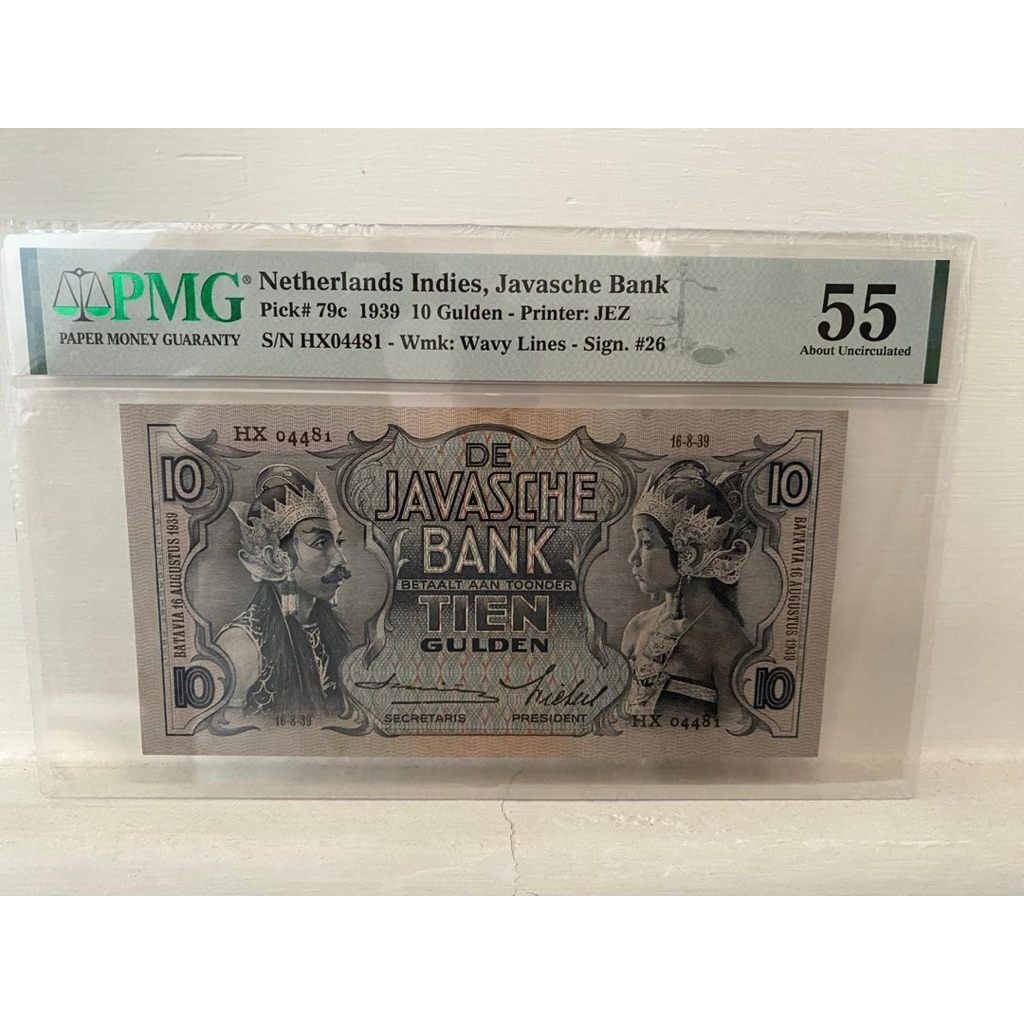 PMG®
PAPER MONEY GUARANTY
Netherlands Indies, Javasche Bank
Pick# 79c 1939 10 Gulden - Printer: JEZ
S/N HX04481 - Wmk: Wavy Lines - Sign. #26
55
About Uncirculated
HX 04481
16-8-39
10
10
DE
JAVASCHE
BANK
BETAALT AAN TOONDER
TIEN
GULDEN
BATAVIA 16 AUGUSTUS 1939
BATAVIA 16 AUGUSTUS 1939
10
10
16-8-39
SECRETARIS
PRESIDENT
HX 04481